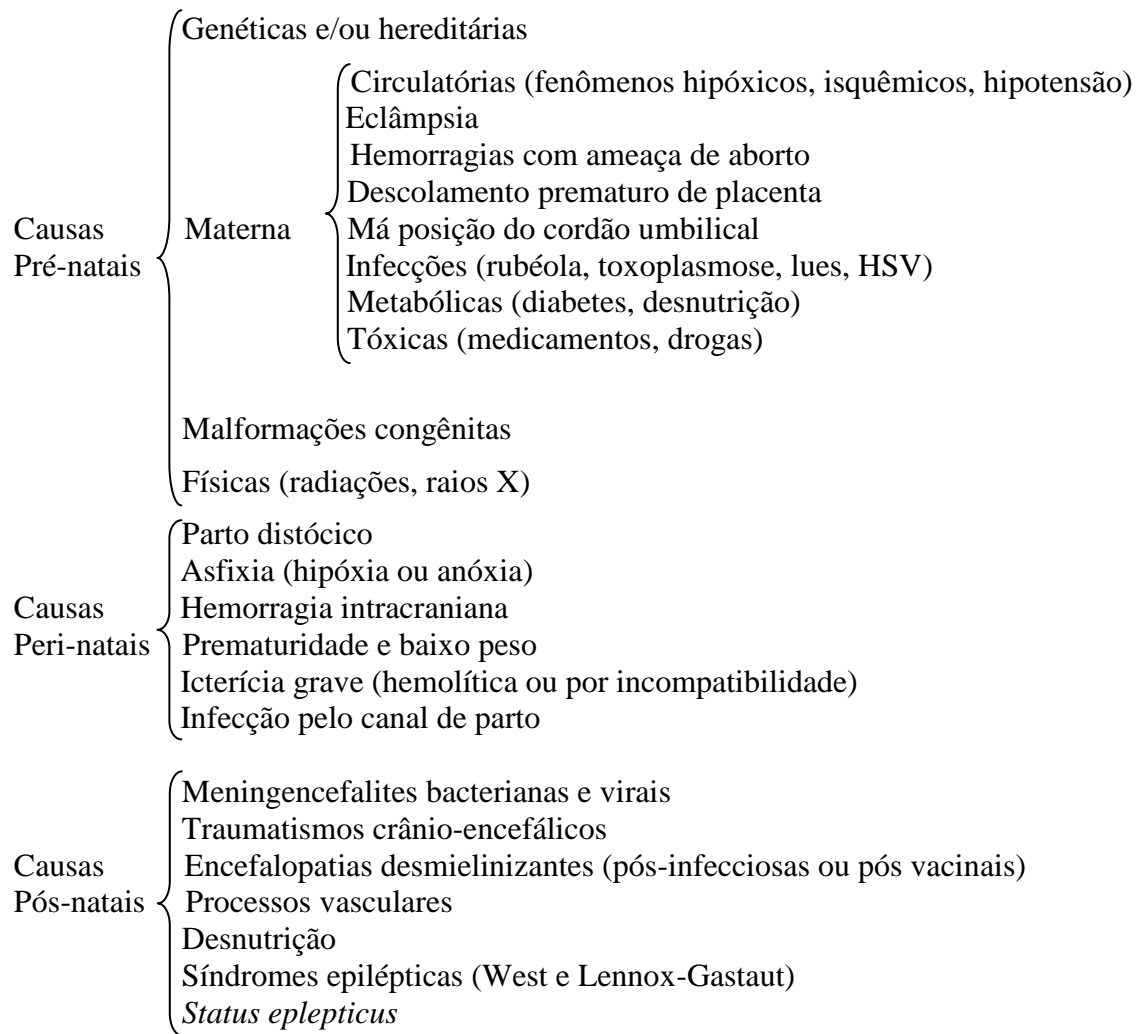 Genéticas e/ou hereditárias
Circulatórias (fenômenos hipóxicos, isquêmicos, hipotensão)
Eclâmpsia
Hemorragias com ameaça de aborto
Descolamento prematuro de placenta
Causas Materna Má posição do cordão umbilical
Pré-natais Infecções (rubéola, toxoplasmose, lues, HSV)
Metabólicas (diabetes, desnutrição)
Tóxicas (medicamentos, drogas)
Malformações congênitas
Físicas (radiações, raios X)
Parto distócico
Asfixia (hipóxia ou anóxia)
Causas Hemorragia intracraniana
Peri-natais Prematuridade e baixo peso
Icterícia grave (hemolítica ou por incompatibilidade)
Infecção pelo canal de parto
Meningencefalites bacterianas e virais
Traumatismos crânio-encefálicos
Causas Encefalopatias desmielinizantes (pós-infecciosas ou pós vacinais)
Pós-natais Processos vasculares
Desnutrição
Síndromes epilépticas (West e Lennox-Gastaut)
Status eplepticus